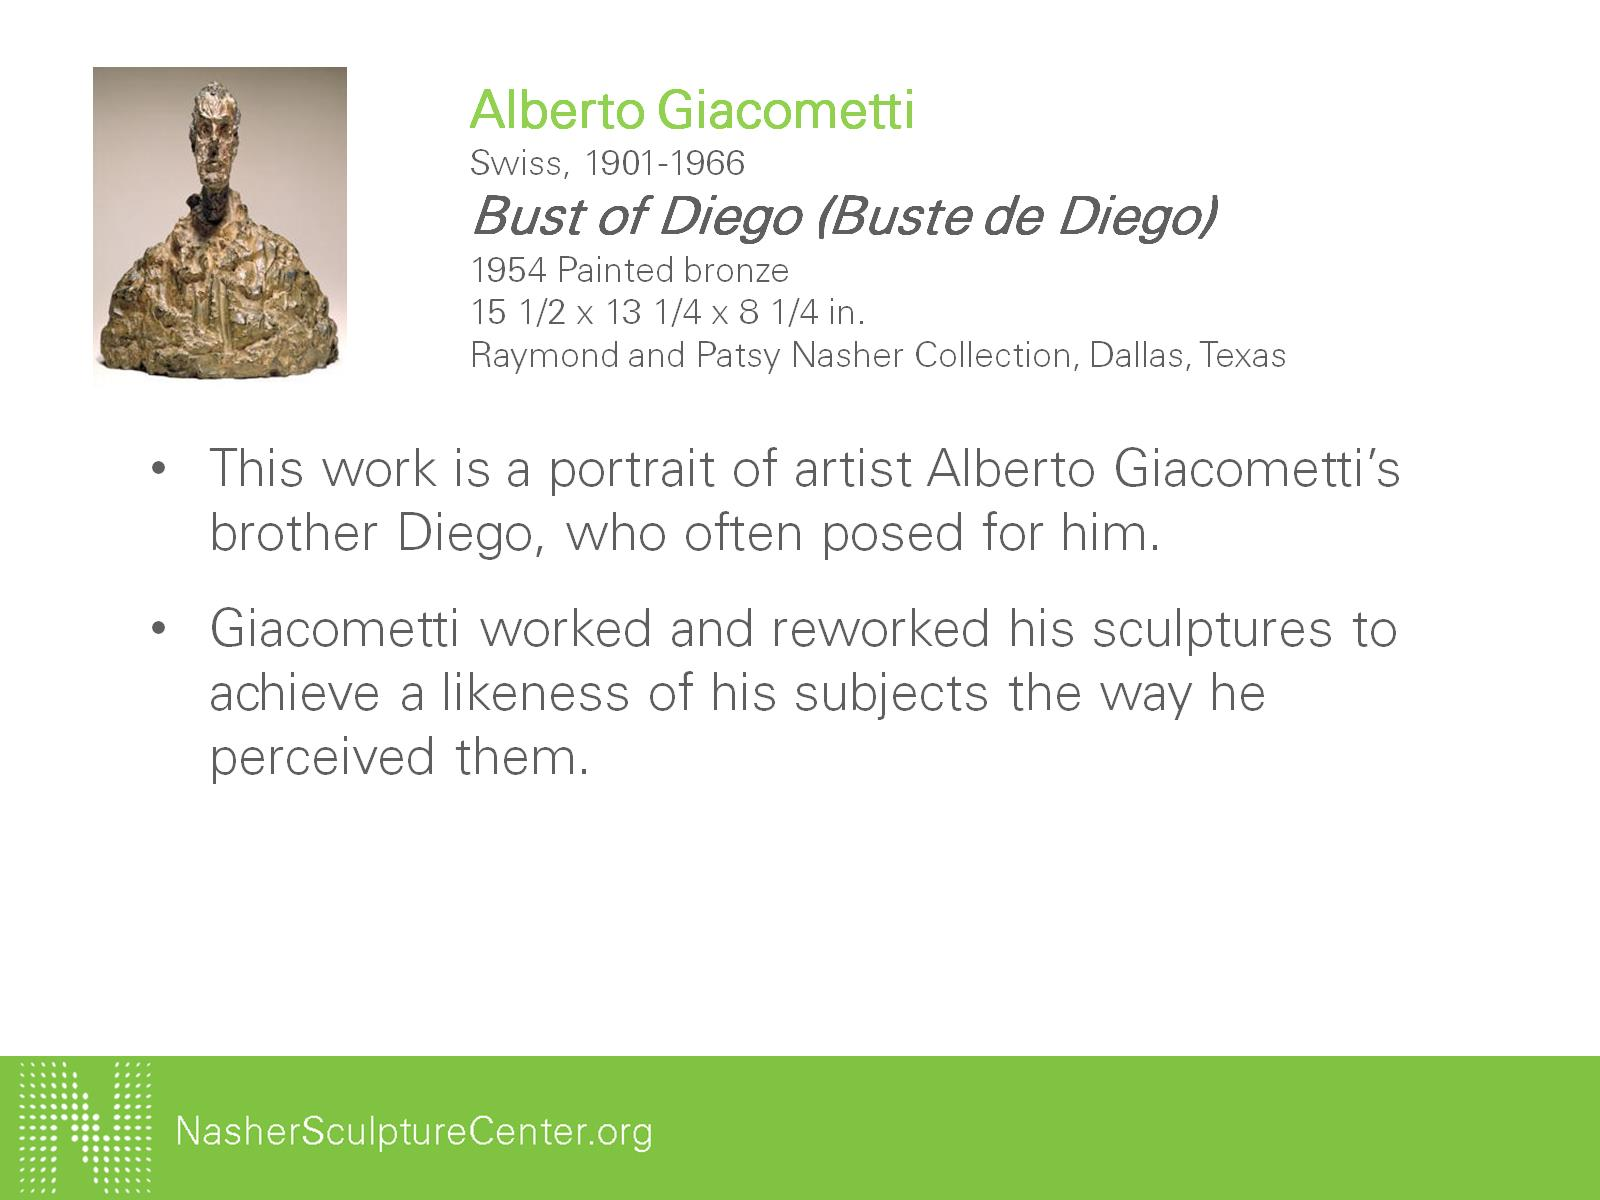 Alberto Giacometti
Swiss, 1901-1966
Bust of Diego (Buste de Diego)
1954 Painted bronze
15 1/2 x 13 1/4 x 8 1/4 in.
Raymond and Patsy Nasher Collection, Dallas, Texas
• This work is a portrait of artist Alberto Giacometti’s
brother Diego, who often posed for him.
• Giacometti worked and reworked his sculptures to
achieve a likeness of his subjects the way he
perceived them.
NasherSculptureCenter.org